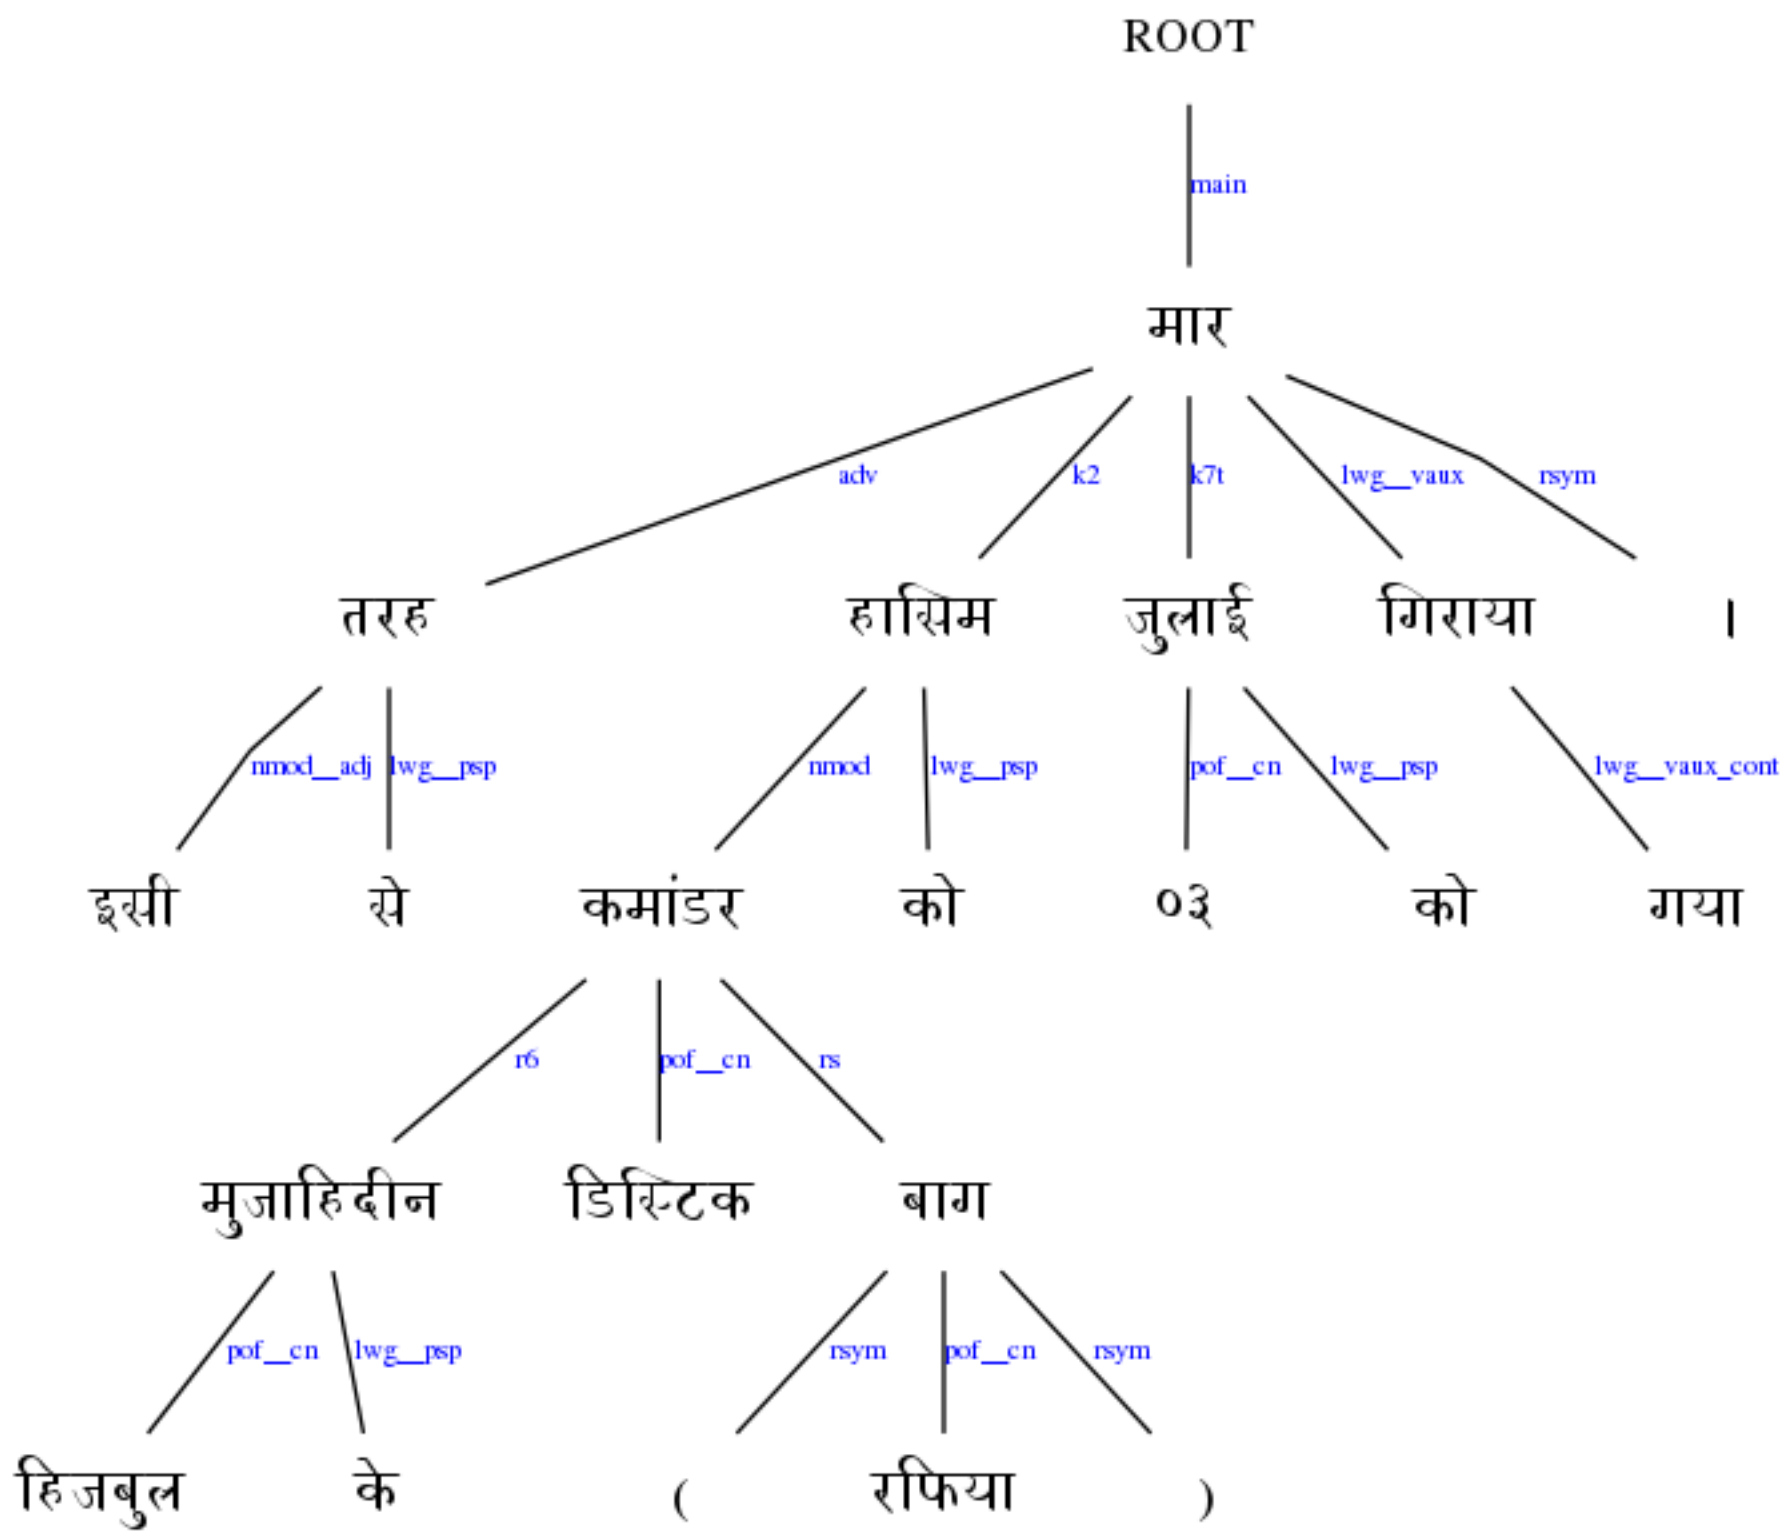 ROOT
main
मार
adv k2 k7t lwg__vaux rsym
तरह हासिम जुलाई गिराया ।
nmod__adj lwg__psp nmod lwg__psp pof__cn lwg__psp lwg__vaux_cont
इसी से कमांडर को ०३ को गया
r6 pof__cn rs
मुजाहिदीन डिस्टिक बाग
pof__cn lwg__psp rsym pof__cn rsym
हिजबुल के ( रफिया )